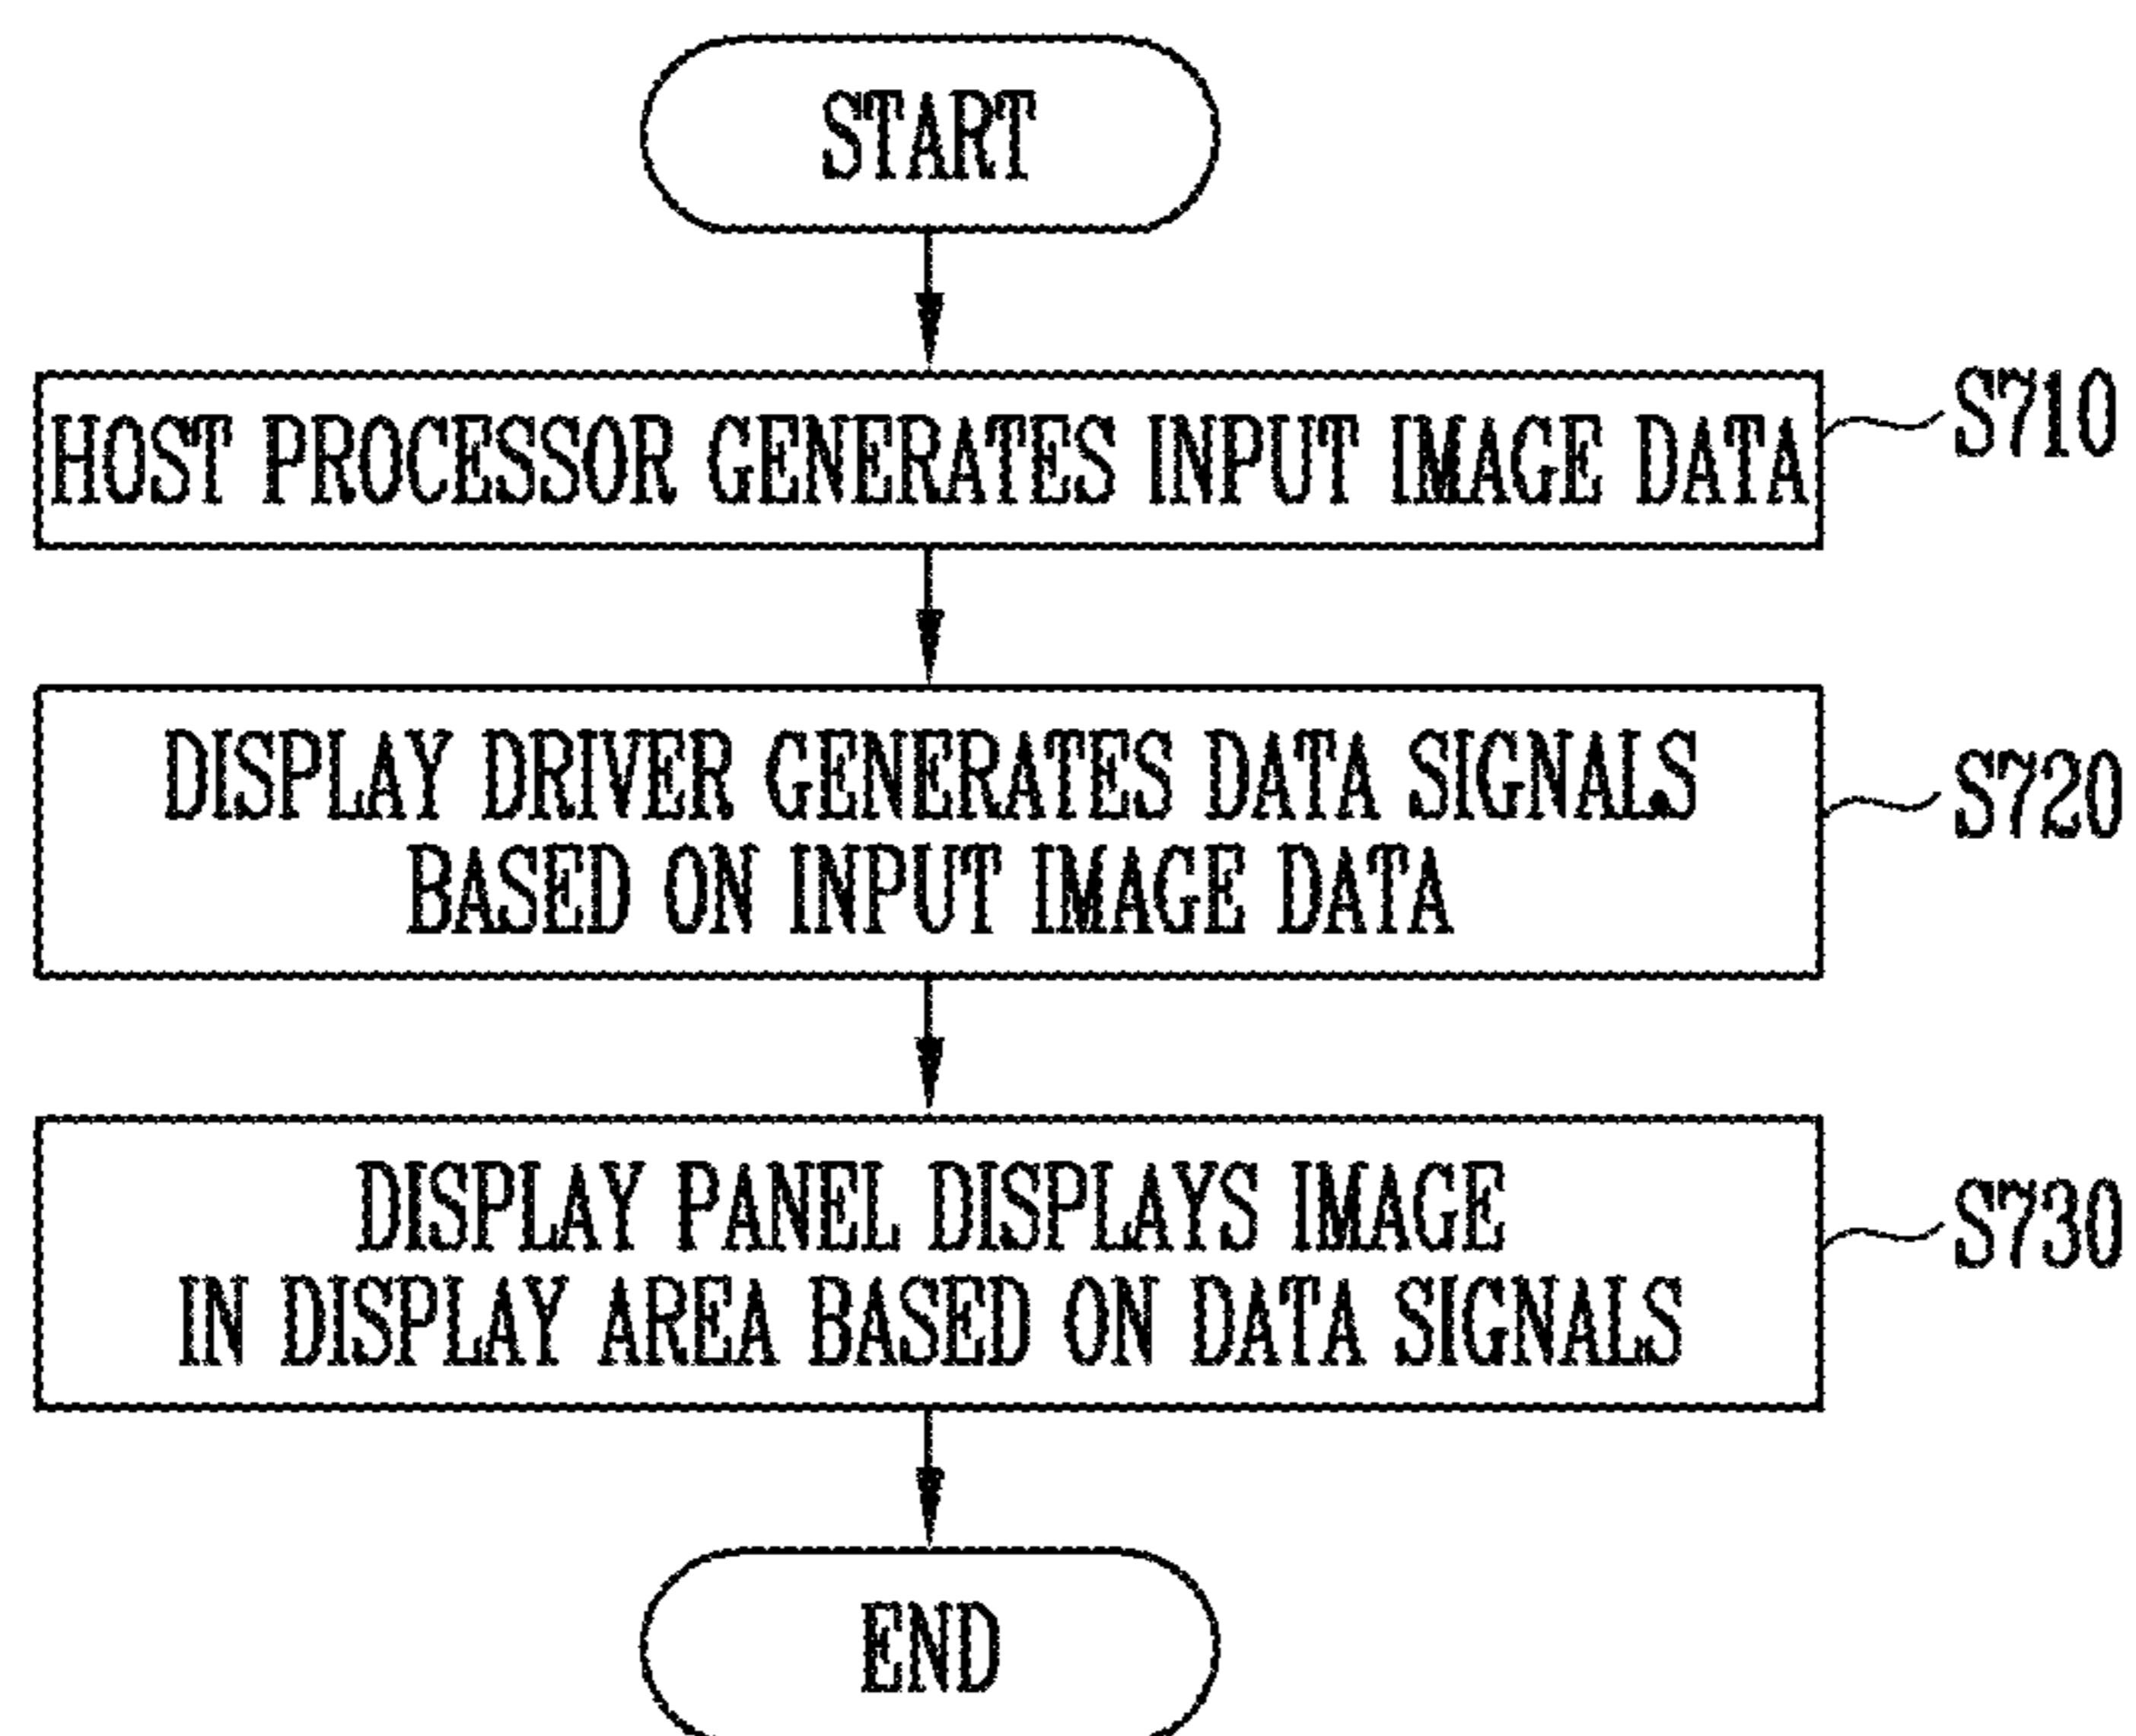 START
HOST PROCESSOR GENERATES INPUT IMAGE DATA
S710
DISPLAY DRIVER GENERATES DATA SIGNALS
BASED ON INPUT IMAGE DATA
S720
DISPLAY PANEL DISPLAYS IMAGE
IN DISPLAY AREA BASED ON DATA SIGNALS
S730
END